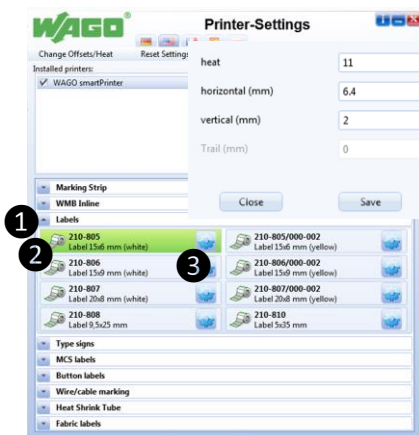 WAGO®
Printer-Settings
Change Offsets/Heat
Reset Settings
Installed printers:
WAGO smartPrinter
heat
11
horizontal (mm)
6.4
vertical (mm)
2
Trail (mm)
0
Close
Save
Marking Strip
WMB Inline
1
Labels
2
210-805
Label 15x6 mm (white)
3
210-805/000-002
Label 15x6 mm (yellow)
210-806
Label 15x9 mm (white)
210-806/000-002
Label 15x9 mm (yellow)
210-807
Label 20x8 mm (white)
210-807/000-002
Label 20x8 mm (yellow)
210-808
Label 9,5x25 mm
210-810
Label 5x35 mm
Type signs
MCS labels
Button labels
Wire/cable marking
Heat Shrink Tube
Fabric labels